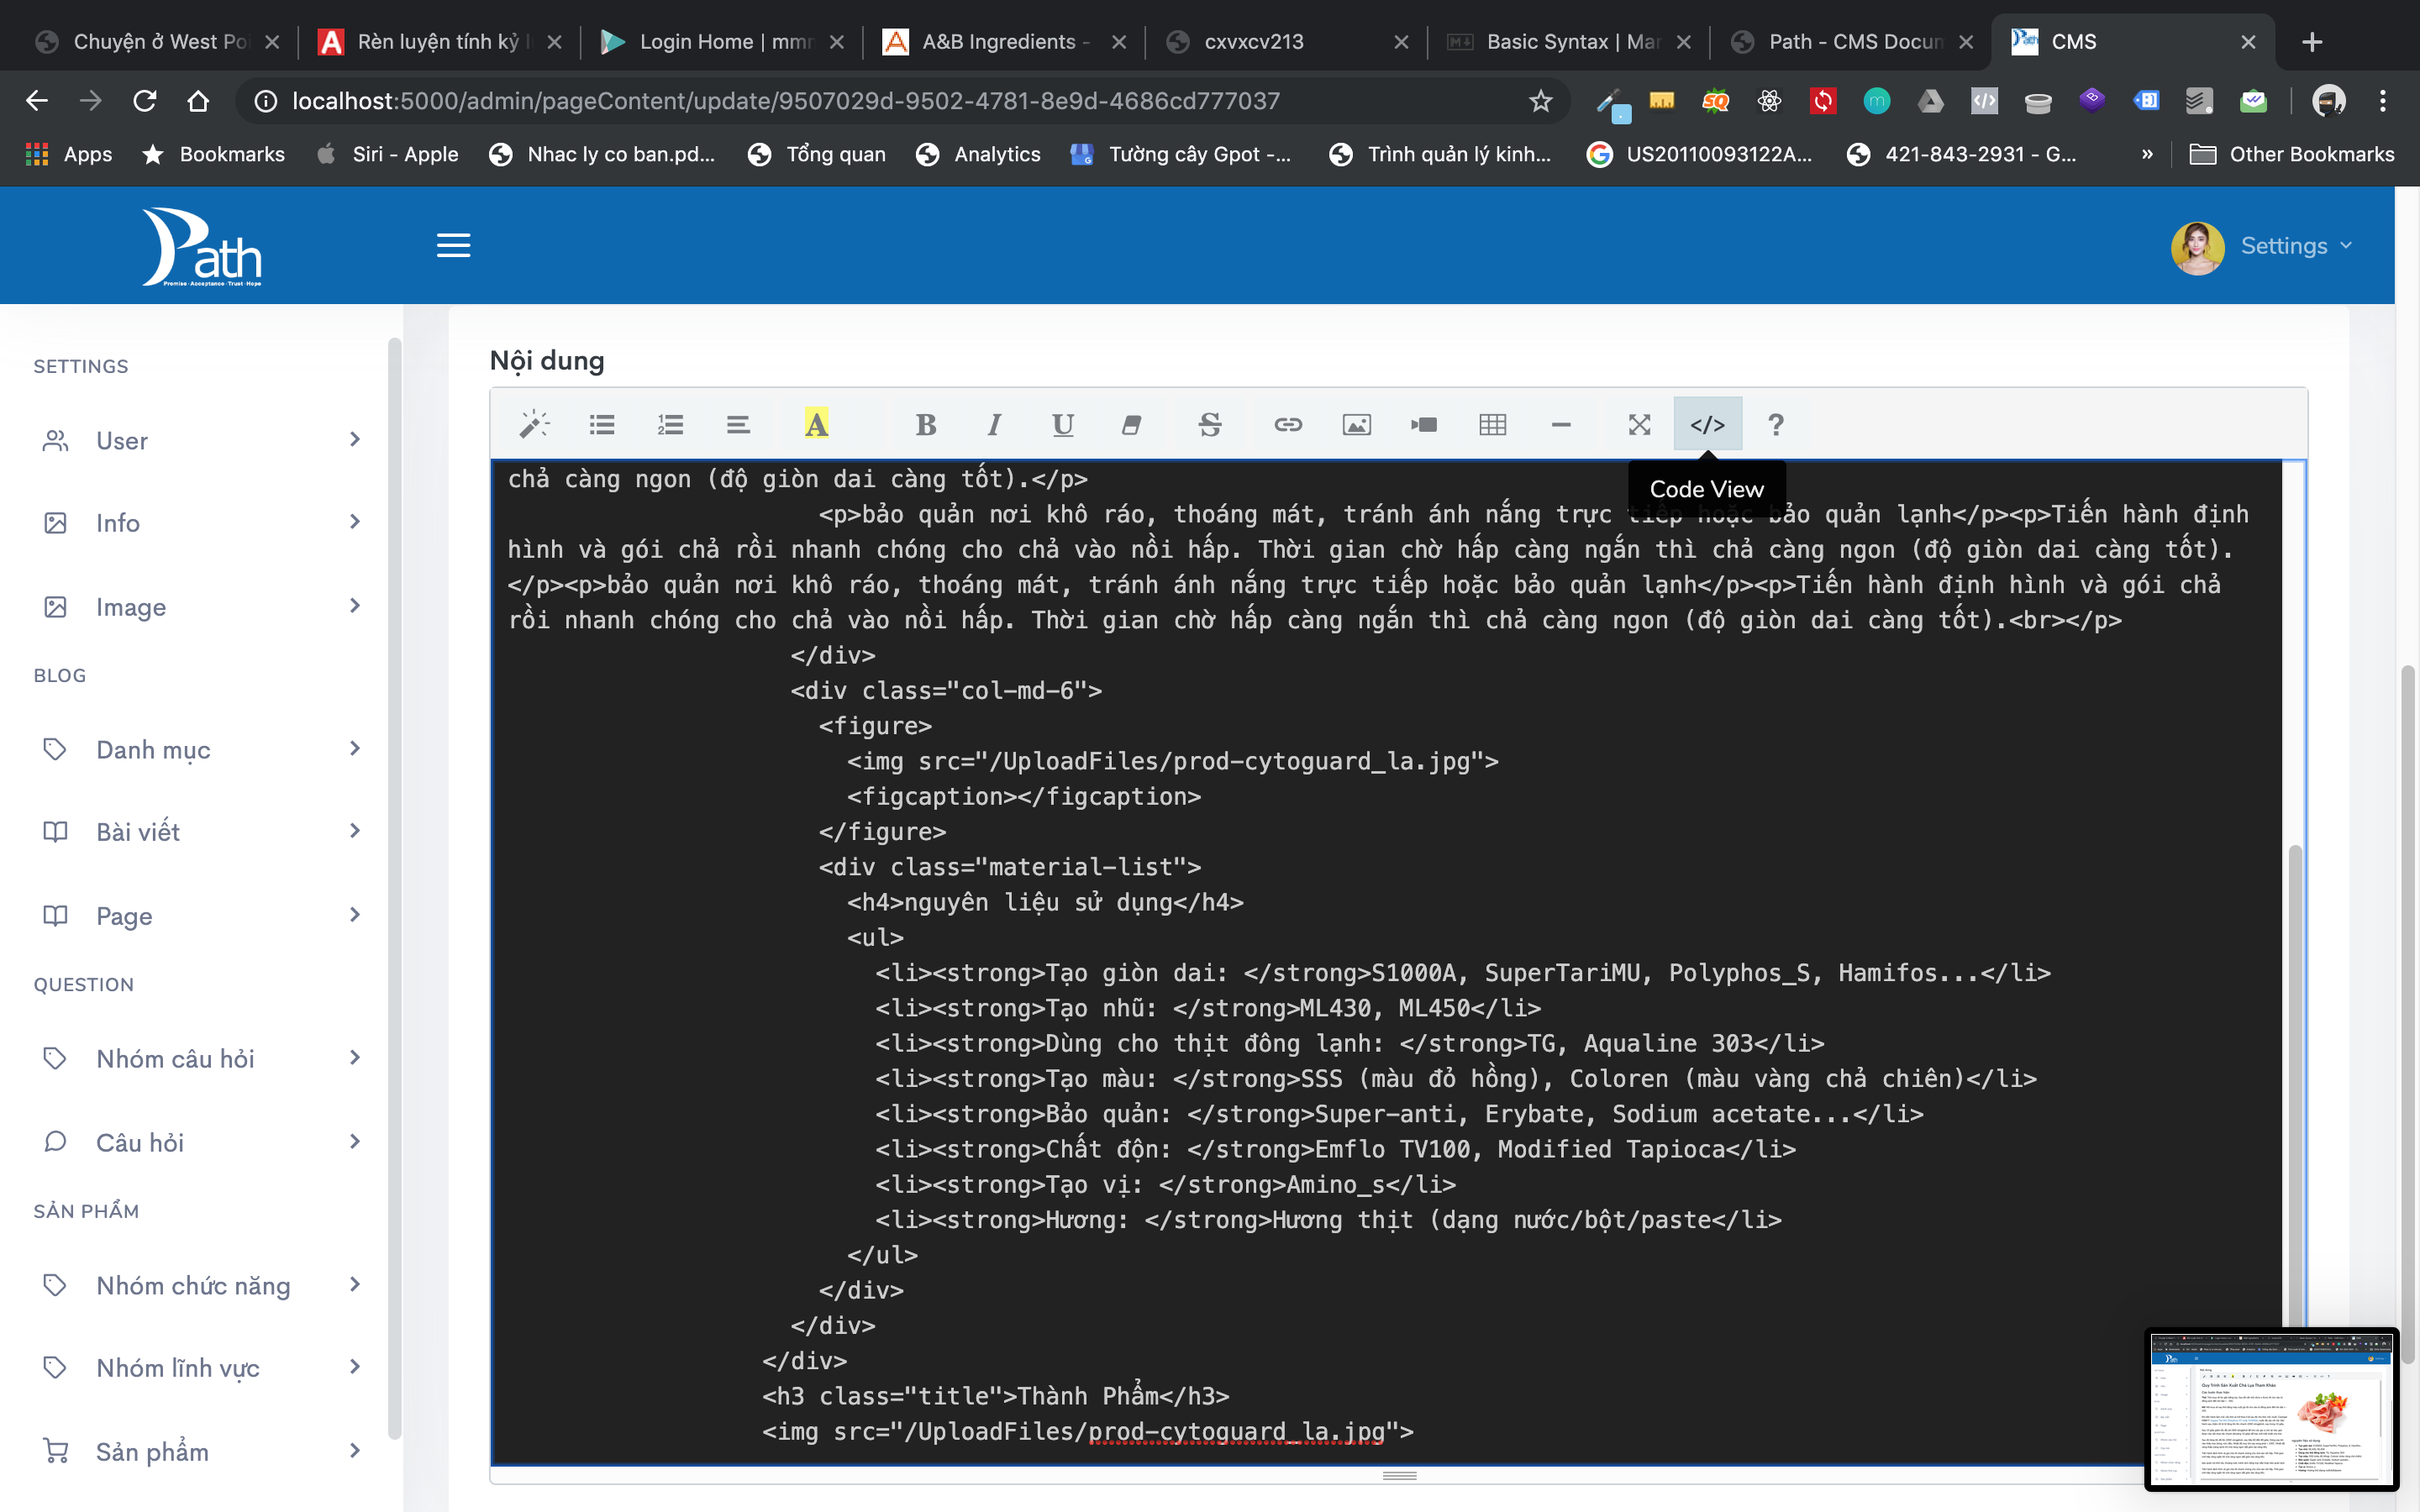 Chuyện ở West Poi
Rèn luyện tính kỷ l
Login Home | mmr
A&B Ingredients -
cxvxcv213
Basic Syntax | Mar
Path - CMS Docun
CMS
localhost:5000/admin/pageContent/update/9507029d-9502-4781-8e9d-4686cd777037
Apps
Bookmarks
Siri - Apple
Nhac ly co ban.pd...
Tổng quan
Analytics
Tường cây Gpot -...
Trình quản lý kinh...
US20110093122A...
421-843-2931 - G...
»
Other Bookmarks
Path
Promise - Acceptance - Trust - Hope
Settings
SETTINGS
User
Info
Image
BLOG
Danh mục
Bài viết
Page
QUESTION
Nhóm câu hỏi
Câu hỏi
SẢN PHẨM
Nhóm chức năng
Nhóm lĩnh vực
Sản phẩm
Nội dung
A B I U S — </> ?
Code View
chả càng ngon (độ giòn dai càng tốt).</p>
<p>bảo quản nơi khô ráo, thoáng mát, tránh ánh nắng trực tiếp hoặc bảo quản lạnh</p><p>Tiến hành định
hình và gói chả rồi nhanh chóng cho chả vào nồi hấp. Thời gian chờ hấp càng ngắn thì chả càng ngon (độ giòn dai càng tốt).
</p><p>bảo quản nơi khô ráo, thoáng mát, tránh ánh nắng trực tiếp hoặc bảo quản lạnh</p><p>Tiến hành định hình và gói chả
rồi nhanh chóng cho chả vào nồi hấp. Thời gian chờ hấp càng ngắn thì chả càng ngon (độ giòn dai càng tốt).<br></p>
</div>
<div class="col-md-6">
<figure>
<img src="/UploadFiles/prod-cytoguard_la.jpg">
<figcaption></figcaption>
</figure>
<div class="material-list">
<h4>nguyên liệu sử dụng</h4>
<ul>
<li><strong>Tạo giòn dai: </strong>S1000A, SuperTariMU, Polyphos_S, Hamifos...</li>
<li><strong>Tạo nhũ: </strong>ML430, ML450</li>
<li><strong>Dùng cho thịt đông lạnh: </strong>TG, Aqualine 303</li>
<li><strong>Tạo màu: </strong>SSS (màu đỏ hồng), Coloren (màu vàng chả chiên)</li>
<li><strong>Bảo quản: </strong>Super-anti, Erybate, Sodium acetate...</li>
<li><strong>Chất độn: </strong>Emflo TV100, Modified Tapioca</li>
<li><strong>Tạo vị: </strong>Amino_s</li>
<li><strong>Hương: </strong>Hương thịt (dạng nước/bột/paste</li>
</ul>
</div>
</div>
</div>
<h3 class="title">Thành Phẩm</h3>
<img src="/UploadFiles/prod-cytoguard_la.jpg">